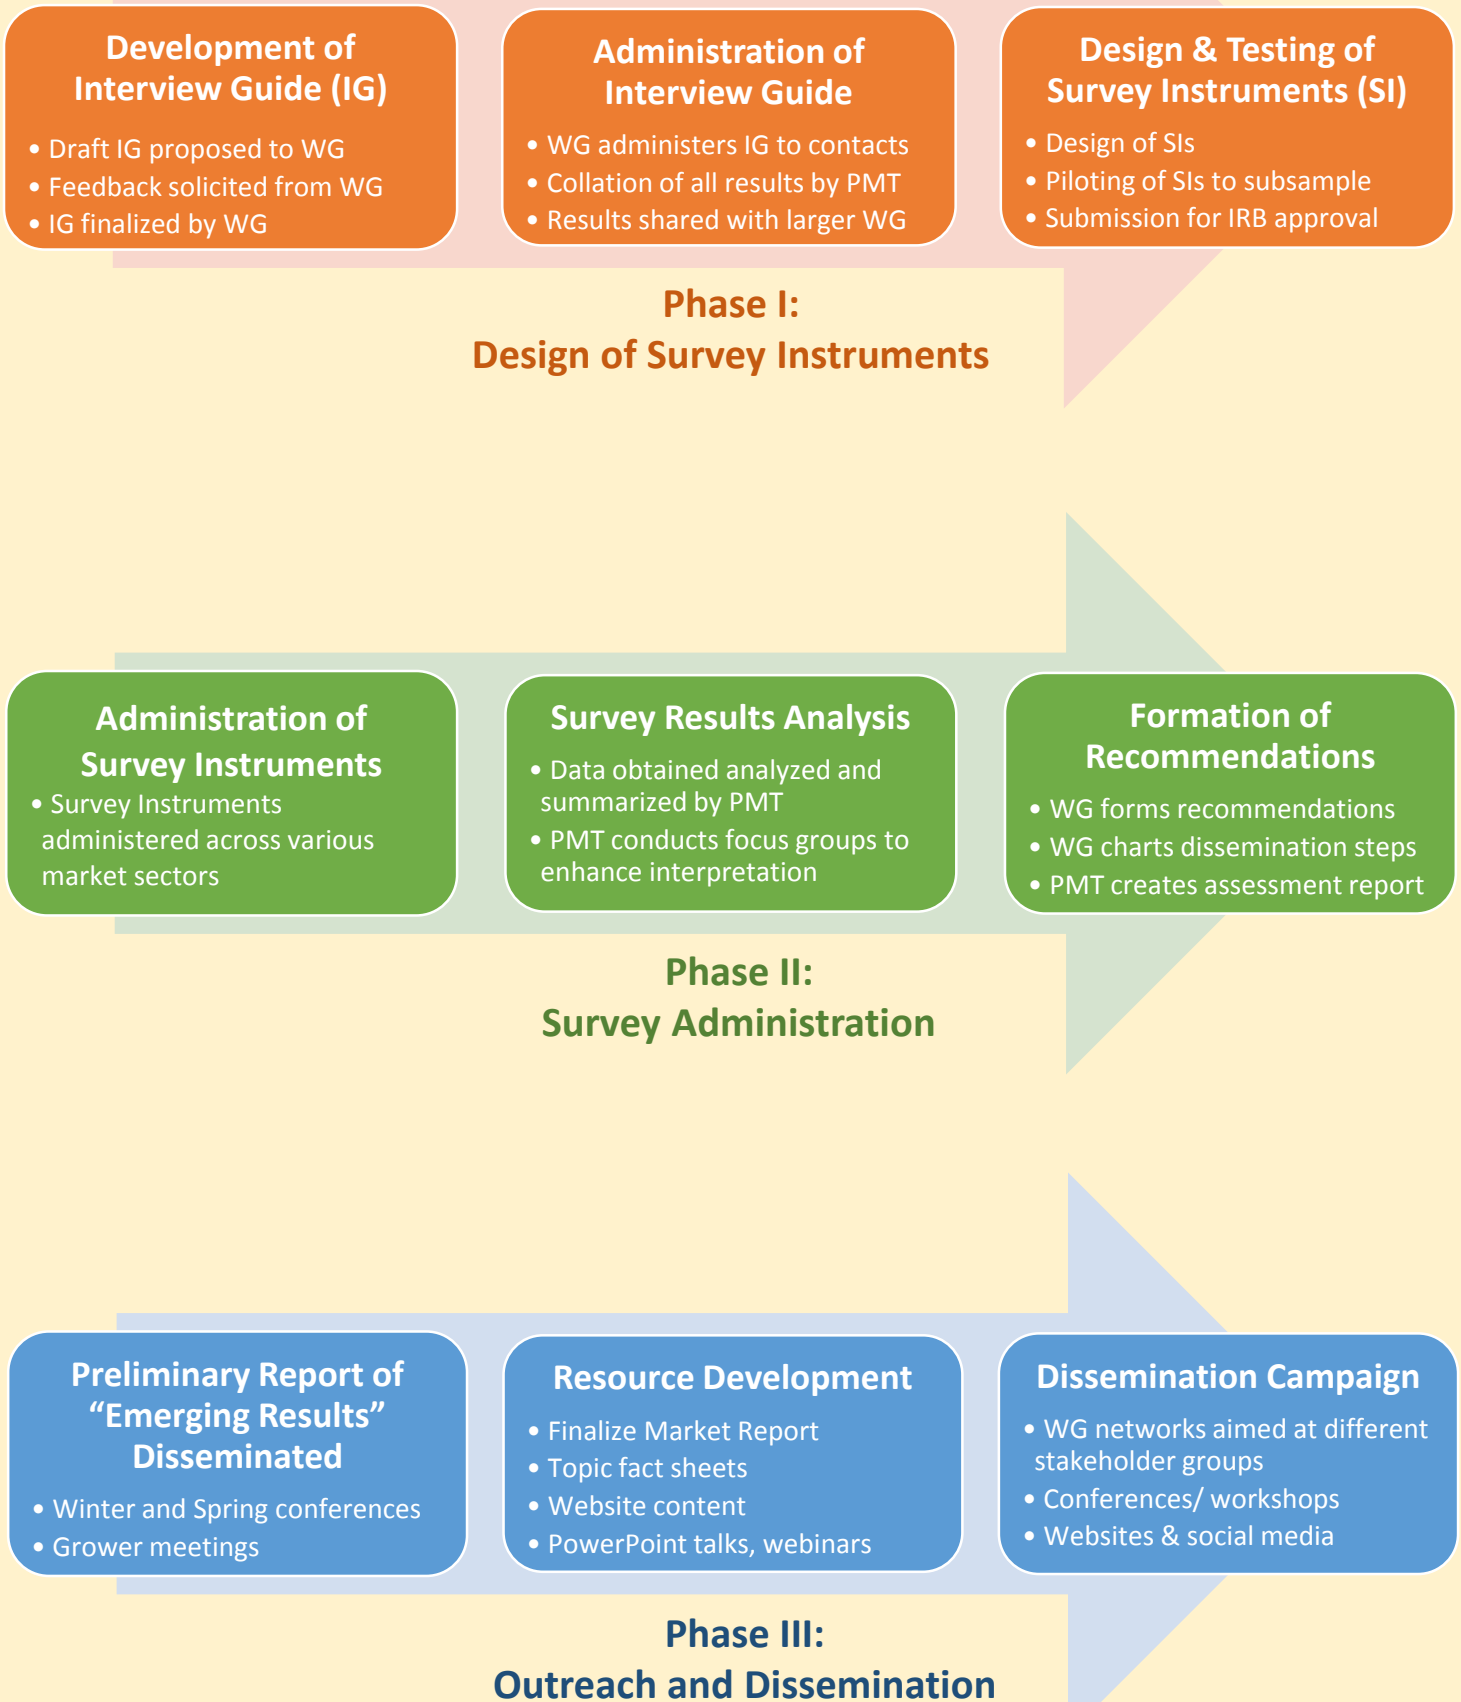 Development of
Interview Guide (IG)
• Draft IG proposed to WG
• Feedback solicited from WG
• IG finalized by WG
Administration of
Interview Guide
• WG administers IG to contacts
• Collation of all results by PMT
• Results shared with larger WG
Design & Testing of
Survey Instruments (SI)
• Design of SIs
• Piloting of SIs to subsample
• Submission for IRB approval
Phase I:
Design of Survey Instruments
Administration of
Survey Instruments
• Survey Instruments
administered across various
market sectors
Survey Results Analysis
• Data obtained analyzed and
summarized by PMT
• PMT conducts focus groups to
enhance interpretation
Formation of
Recommendations
• WG forms recommendations
• WG charts dissemination steps
• PMT creates assessment report
Phase II:
Survey Administration
Preliminary Report of
“Emerging Results”
Disseminated
• Winter and Spring conferences
• Grower meetings
Resource Development
• Finalize Market Report
• Topic fact sheets
• Website content
• PowerPoint talks, webinars
Dissemination Campaign
• WG networks aimed at different
stakeholder groups
• Conferences/ workshops
• Websites & social media
Phase III:
Outreach and Dissemination